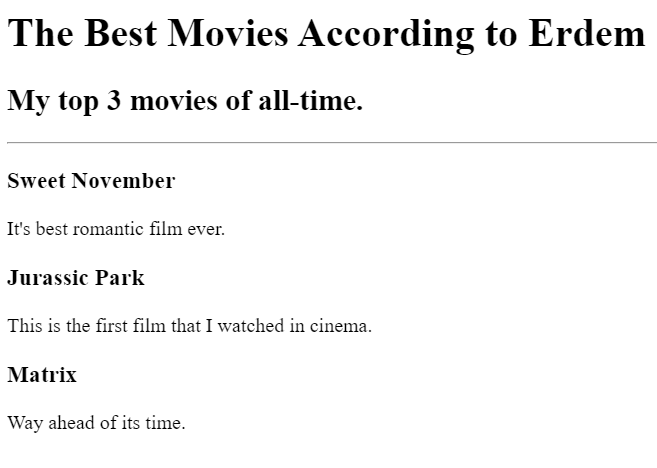 The Best Movies According to Erdem
My top 3 movies of all-time.
Sweet November
It's best romantic film ever.
Jurassic Park
This is the first film that I watched in cinema.
Matrix
Way ahead of its time.